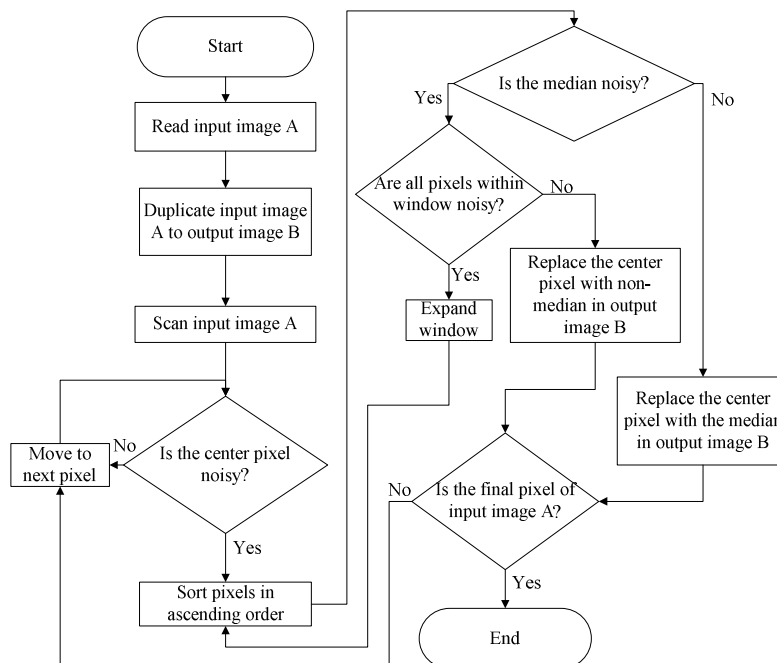 Start
Read input image A
Duplicate input image
A to output image B
Scan input image A
Is the center pixel
noisy?
No
Move to
next pixel
Yes
Sort pixels in
ascending order
Is the median noisy?
Yes
No
Are all pixels within
window noisy?
No
Yes
Expand
window
Replace the center
pixel with non-
median in output
image B
Replace the center
pixel with the median
in output image B
Is the final pixel of
input image A?
No
Yes
End